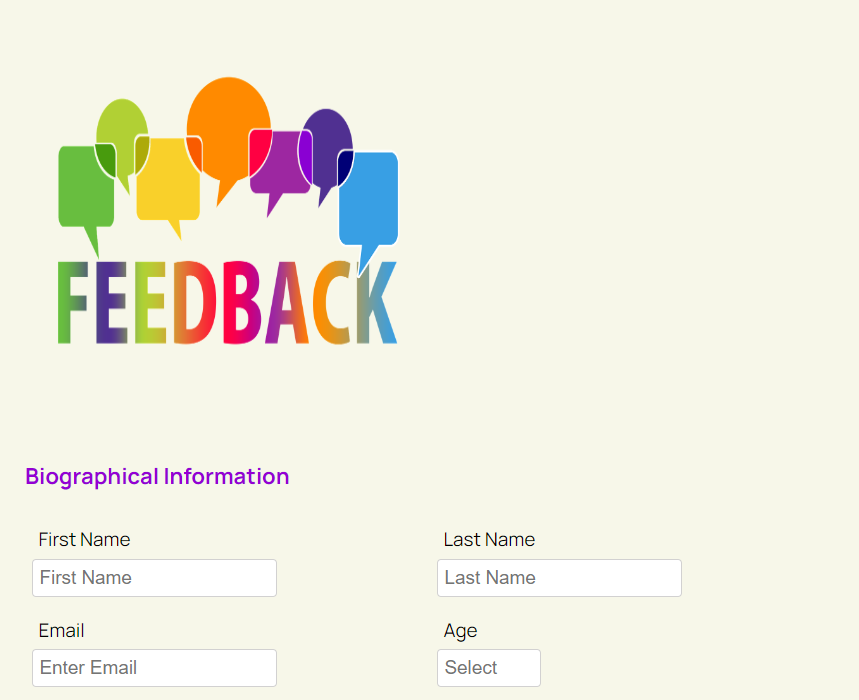 FEEDBACK
Biographical Information
First Name Last Name
First Name Last Name
Email Age
Enter Email Select